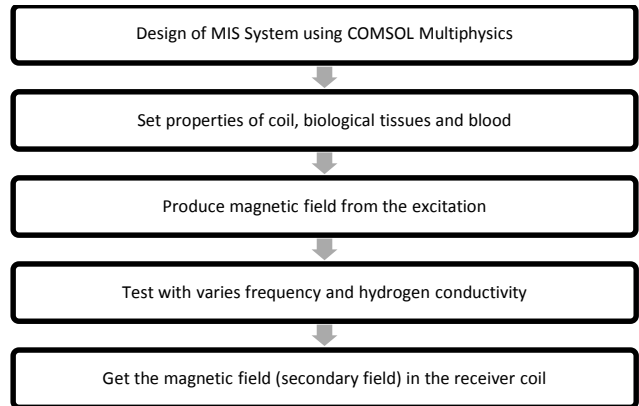 Design of MIS System using COMSOL Multiphysics
Set properties of coil, biological tissues and blood
Produce magnetic field from the excitation
Test with varies frequency and hydrogen conductivity
Get the magnetic field (secondary field) in the receiver coil